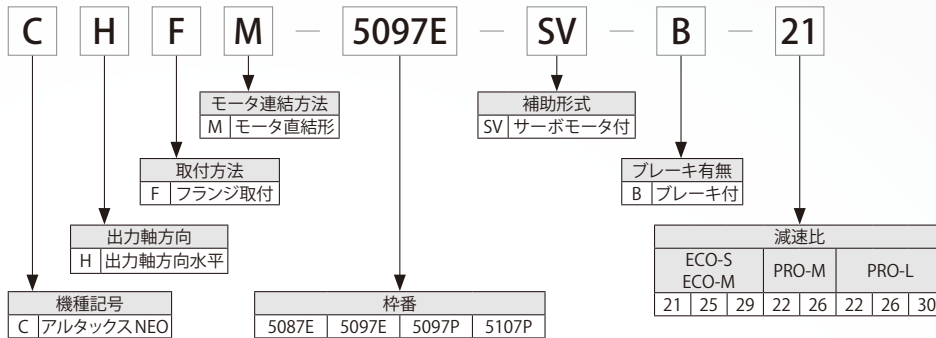 C H F M — 5097E — SV — B — 21
モータ連結方法
M モータ直結形
補助形式
SV サーボモータ付
取付方法
F フランジ取付
ブレーキ有無
B ブレーキ付
出力軸方向
H 出力軸方向水平
減速比
ECO-S
ECO-M
PRO-M
PRO-L
21 25 29 22 26 22 26 30
機種記号
C アルタックスNEO
枠番
5087E 5097E 5097P 5107P